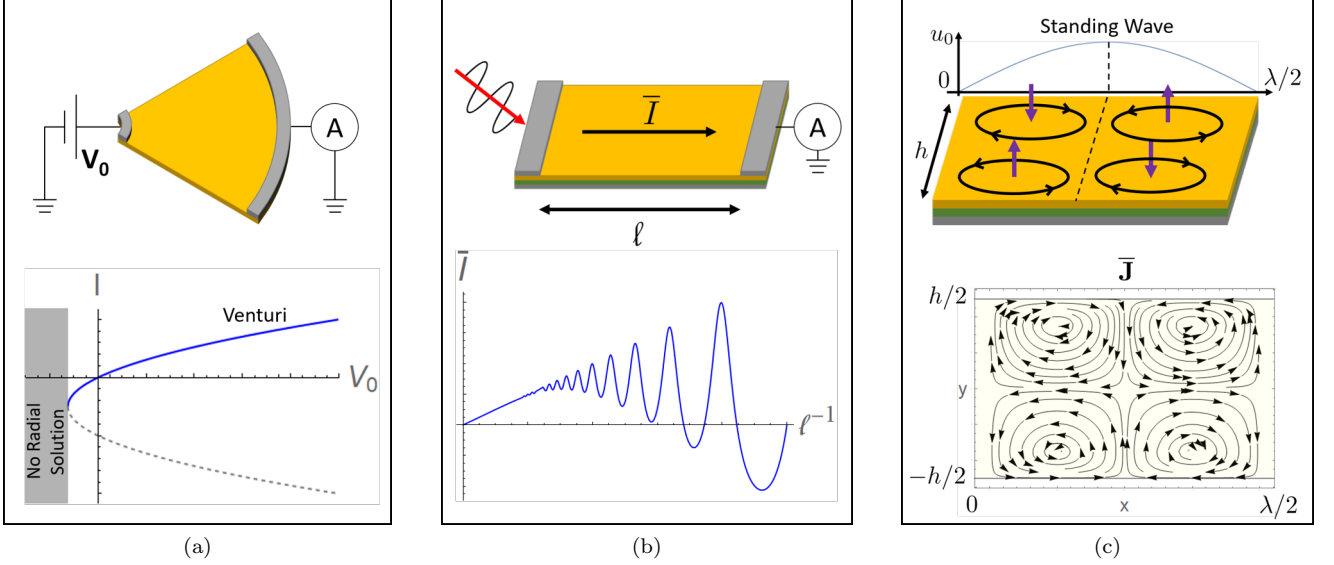 V₀
A
I
Venturi
V₀
No Radial
Solution
(a)
I̅
A
ℓ
I̅
ℓ⁻¹
(b)
Standing Wave
u₀
0
λ/2
h
J̅
h/2
y
−h/2
0
x
λ/2
(c)